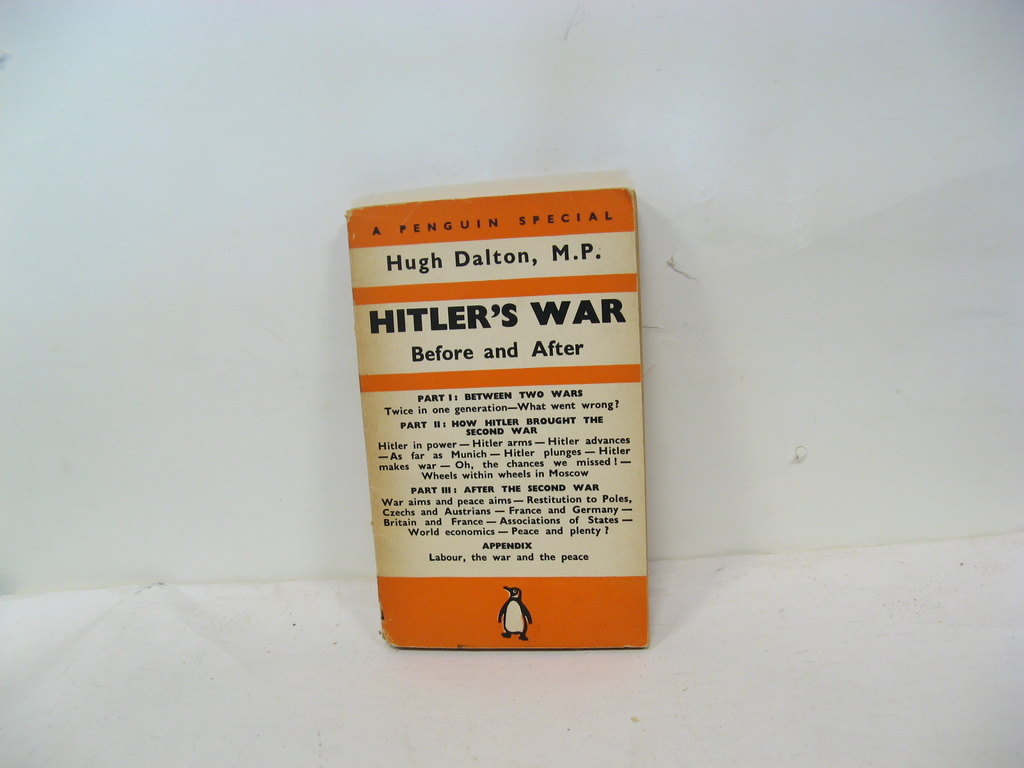 A PENGUIN SPECIAL
Hugh Dalton, M.P.
HITLER'S WAR
Before and After
PART I: BETWEEN TWO WARS
Twice in one generation—What went wrong?
PART II: HOW HITLER BROUGHT THE
SECOND WAR
Hitler in power — Hitler arms — Hitler advances
—As far as Munich — Hitler plunges — Hitler
makes war — Oh, the chances we missed! —
Wheels within wheels in Moscow
PART III: AFTER THE SECOND WAR
War aims and peace aims — Restitution to Poles,
Czechs and Austrians — France and Germany —
Britain and France — Associations of States —
World economics — Peace and plenty?
APPENDIX
Labour, the war and the peace